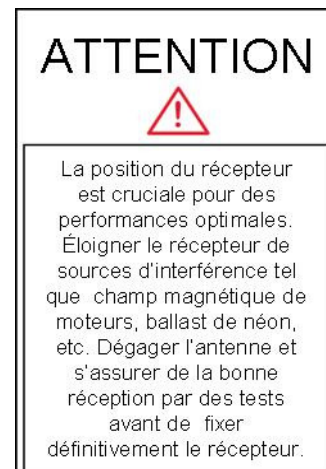 ATTENTION
La position du récepteur
est cruciale pour des
performances optimales.
Éloigner le récepteur de
sources d'interférence tel
que champ magnétique de
moteurs, ballast de néon,
etc. Dégager l'antenne et
s'assurer de la bonne
réception par des tests
avant de fixer
définitivement le récepteur.